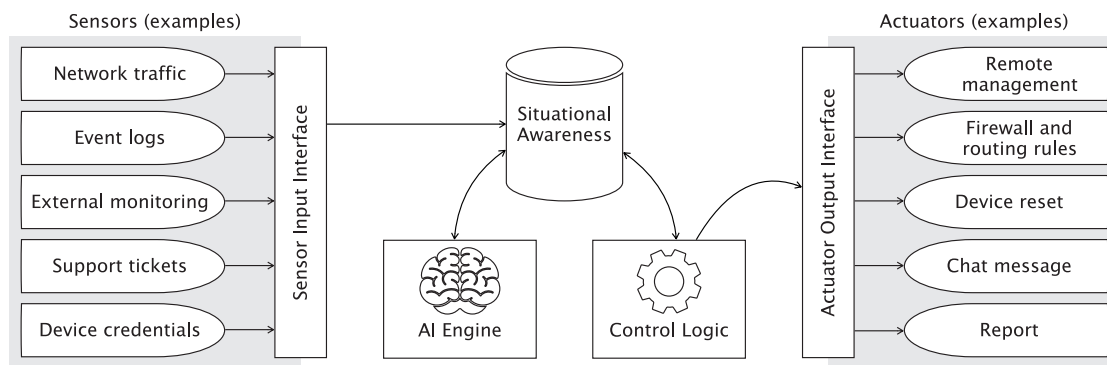 Sensors (examples)
Network traffic
Event logs
External monitoring
Support tickets
Device credentials
Sensor Input Interface
Situational
Awareness
AI Engine
Control Logic
Actuator Output Interface
Actuators (examples)
Remote
management
Firewall and
routing rules
Device reset
Chat message
Report